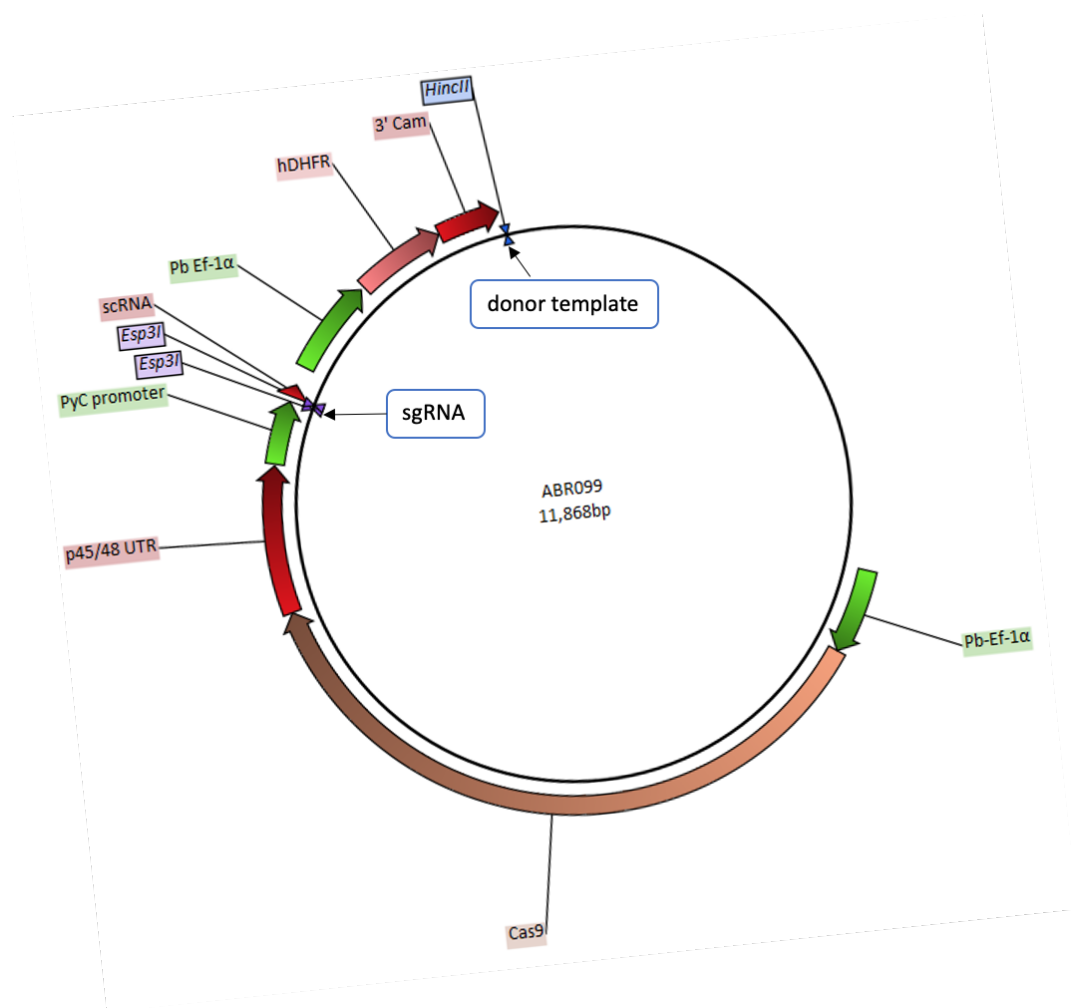 HincII
3' Cam
hDHFR
Pb Ef-1α
scRNA
Esp3I
Esp3I
PyC promoter
donor template
sgRNA
ABR099
11,868bp
p45/48 UTR
Pb-Ef-1α
Cas9